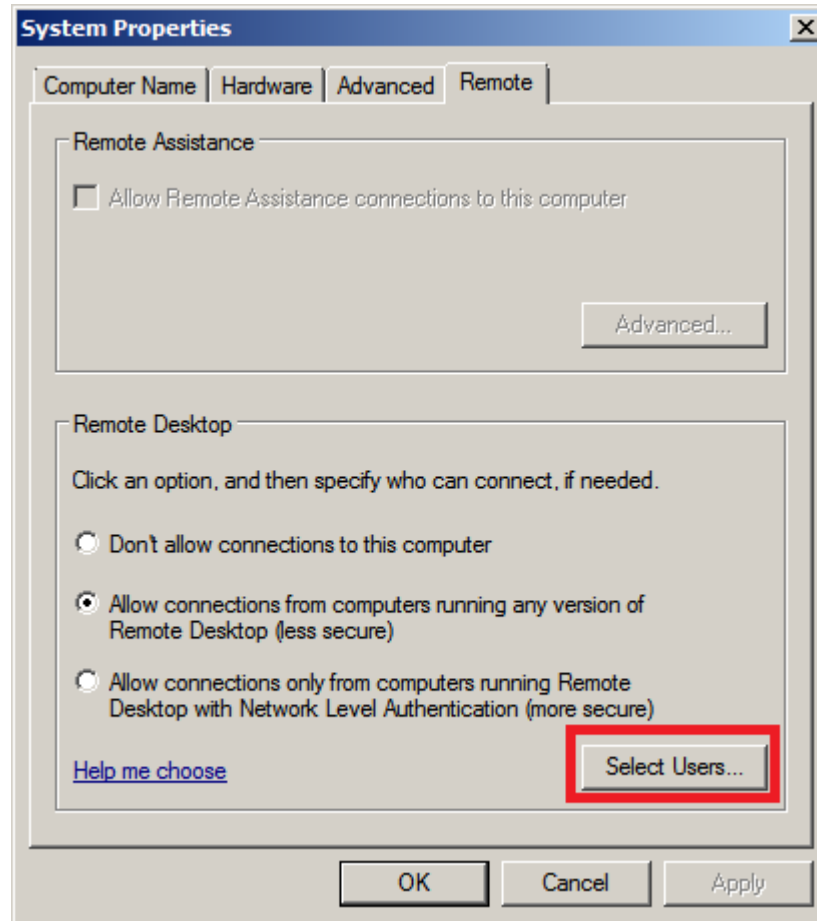 System Properties
Computer Name
Hardware
Advanced
Remote
Remote Assistance
Allow Remote Assistance connections to this computer
Advanced...
Remote Desktop
Click an option, and then specify who can connect, if needed.
Don't allow connections to this computer
Allow connections from computers running any version of
Remote Desktop (less secure)
Allow connections only from computers running Remote
Desktop with Network Level Authentication (more secure)
Help me choose
Select Users...
OK
Cancel
Apply